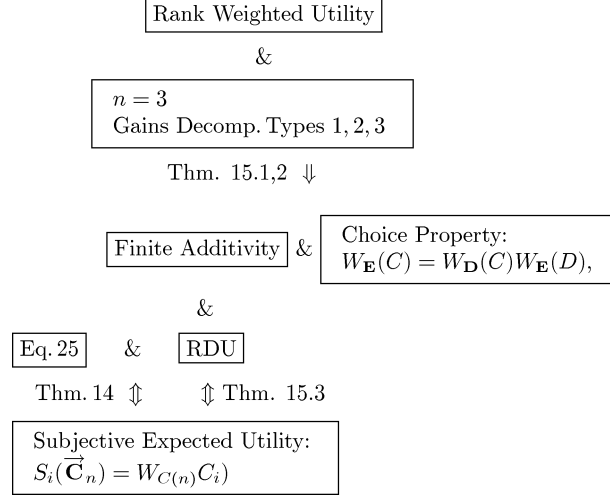 Rank Weighted Utility
&
n = 3
Gains Decomp. Types 1, 2, 3
Thm. 15.1,2 ⇓
Finite Additivity & Choice Property:
W_E(C) = W_D(C)W_E(D),
&
Eq. 25 & RDU
Thm. 14 ⇕ ⇕ Thm. 15.3
Subjective Expected Utility:
S_i(\overrightarrow{C}_n) = W_{C(n)}C_i)